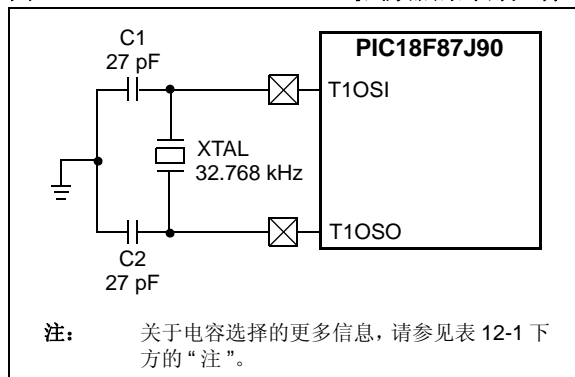 C1
27 pF
PIC18F87J90
T1OSI
XTAL
32.768 kHz
T1OSO
C2
27 pF
注： 关于电容选择的更多信息，请参见表 12-1 下
方的 “ 注 ”。